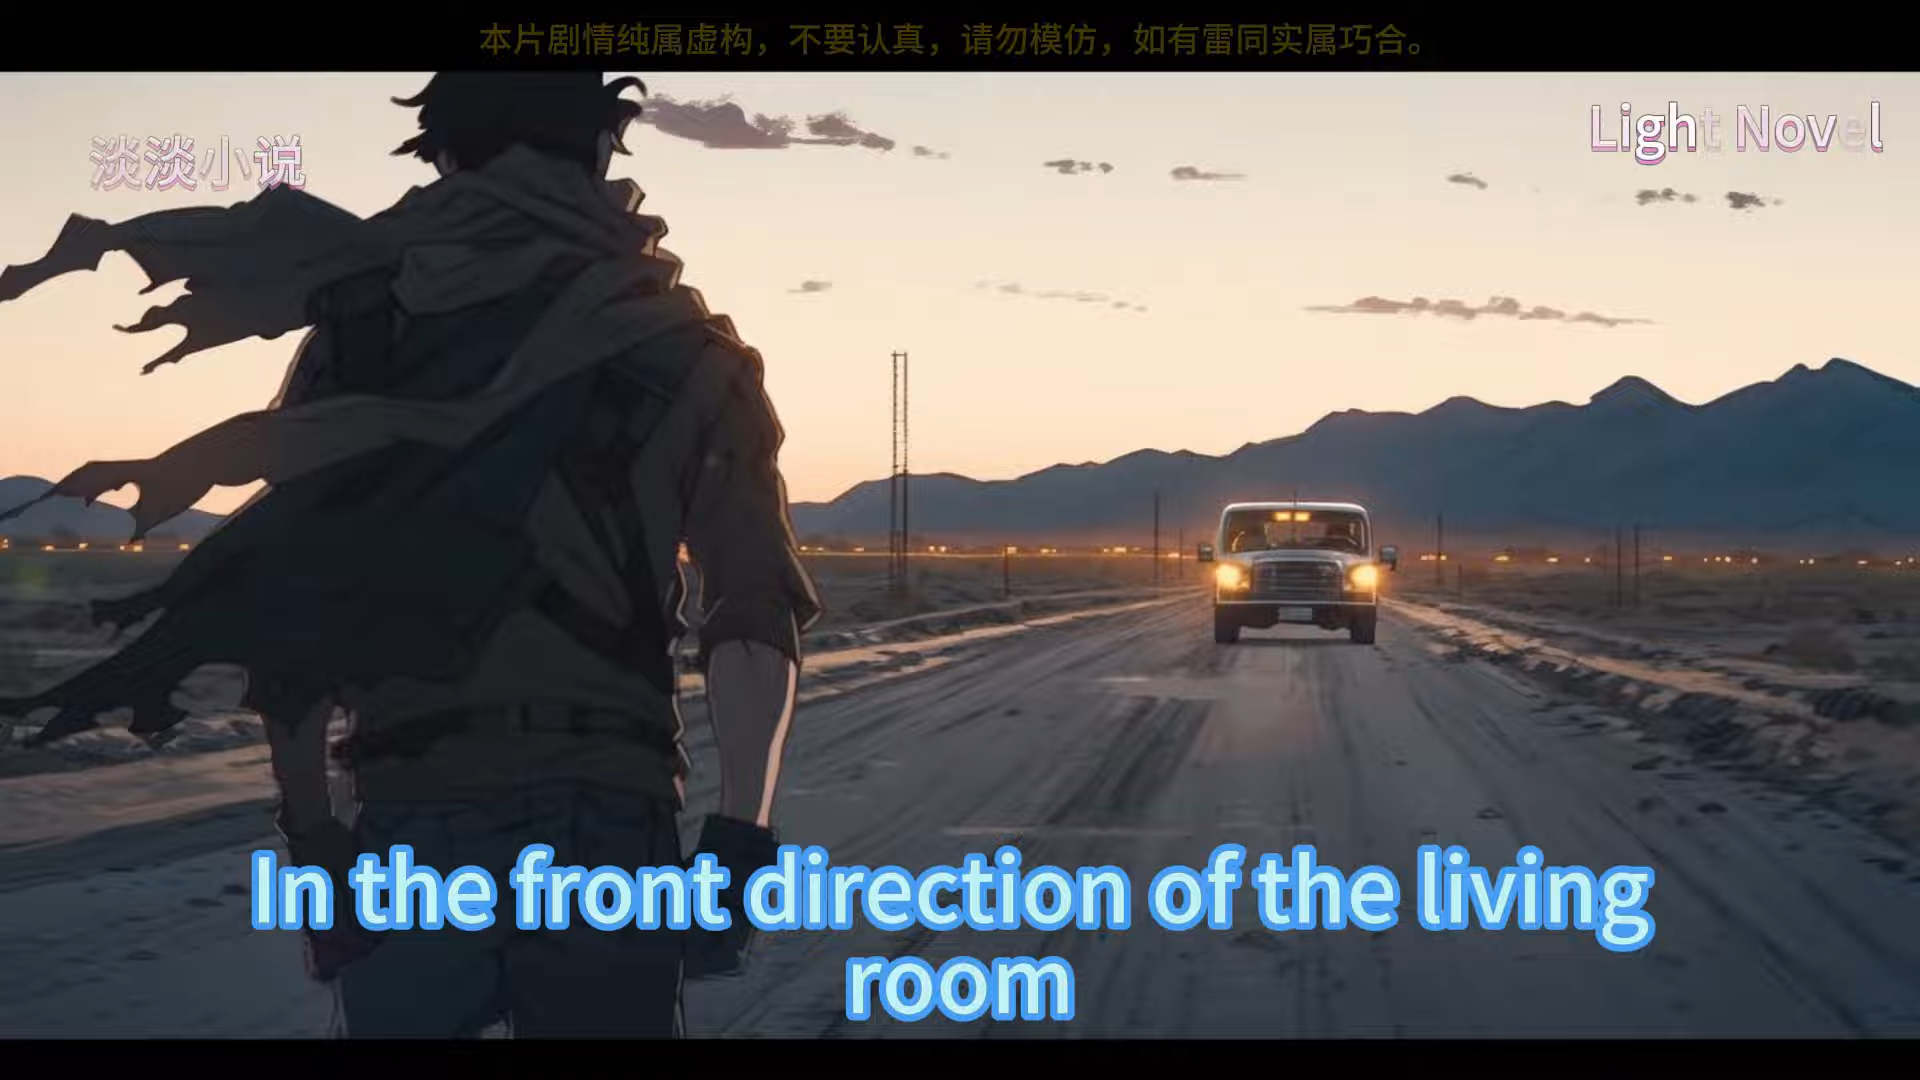 本片剧情纯属虚构，不要认真，请勿模仿，如有雷同实属巧合。
淡淡小说
Light Novel
In the front direction of the living
room